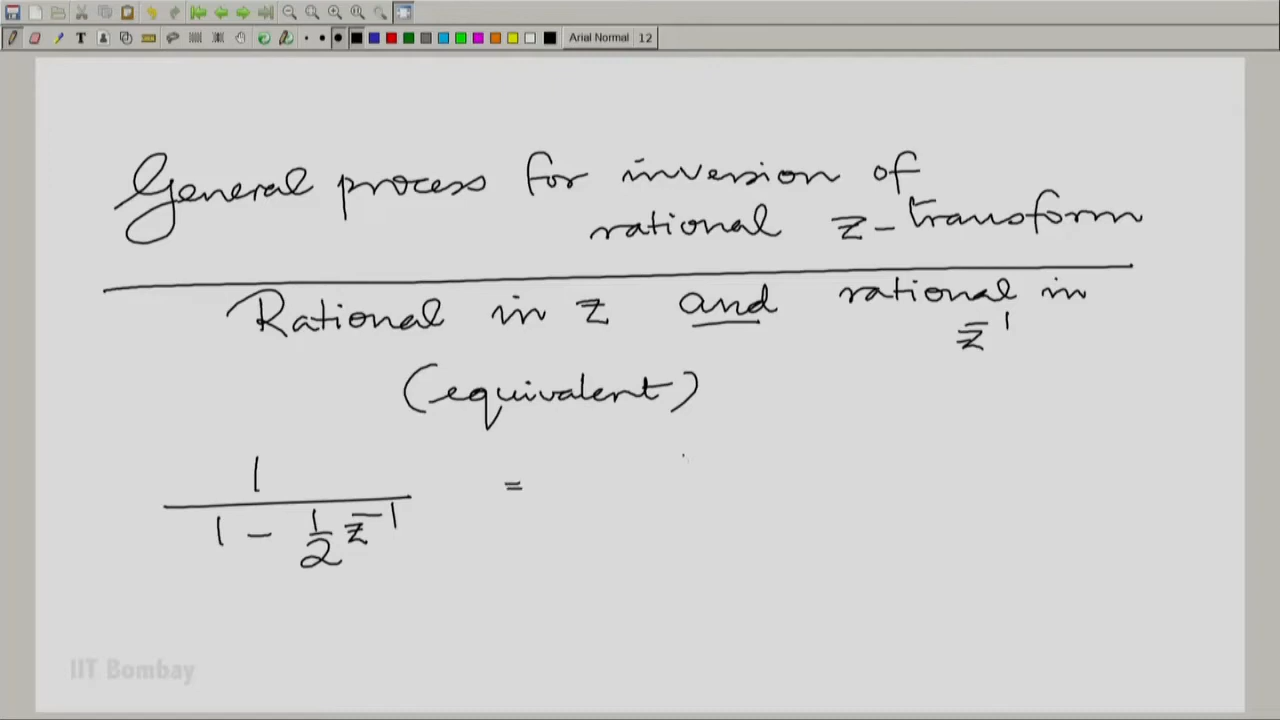 Arial Normal 12
General process for inversion of
rational z-transform
Rational in z and rational in
z⁻¹
(equivalent)
1
1 - 1/2 z⁻¹ =
IIT Bombay